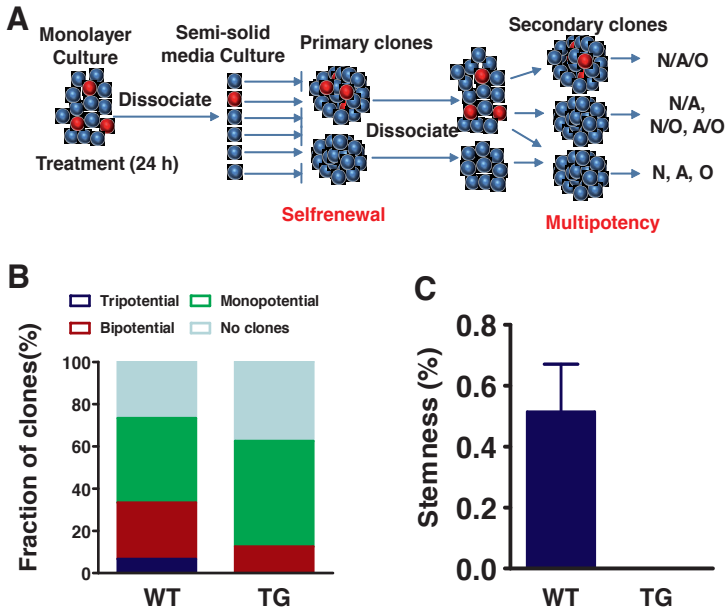 A
Monolayer
Culture
Semi-solid
media Culture
Primary clones
Secondary clones
Dissociate
Dissociate
N/A/O
N/A,
N/O, A/O
N, A, O
Treatment (24 h)
Selfrenewal
Multipotency
B
Tripotential
Monopotential
Bipotential
No clones
Fraction of clones(%)
100
80
60
40
20
0
WT
TG
C
Stemness (%)
0.8
0.6
0.4
0.2
0.0
WT
TG